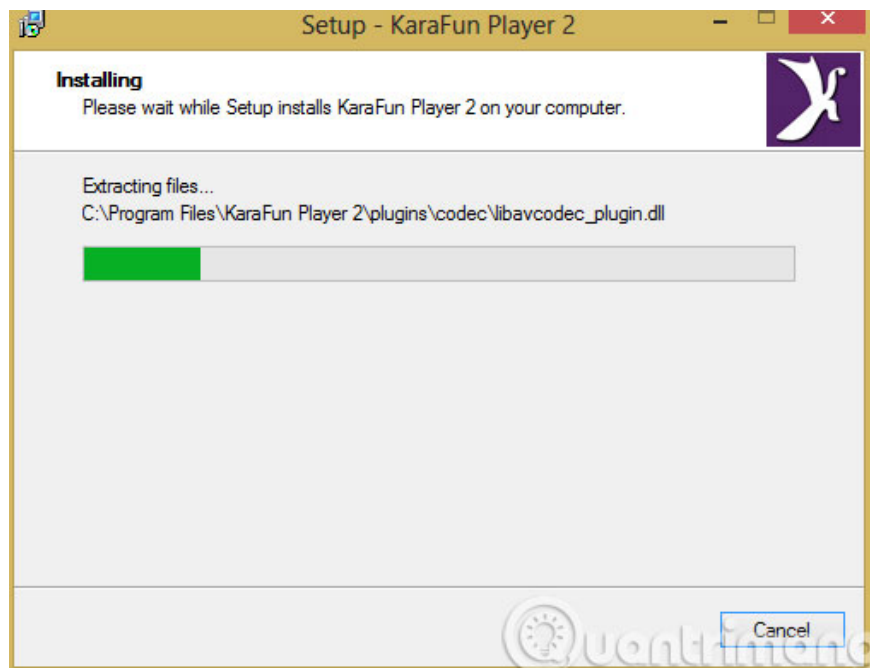 Setup - KaraFun Player 2
Installing
Please wait while Setup installs KaraFun Player 2 on your computer.
Extracting files...
C:\Program Files\KaraFun Player 2\plugins\codec\libavcodec_plugin.dll
Cancel